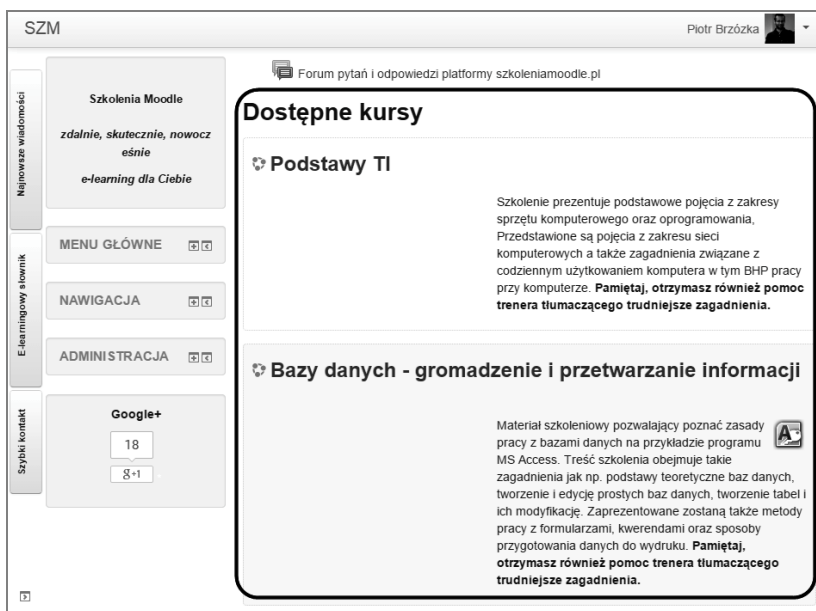 SZM
Piotr Brzózka
Najnowsze wiadomości
E-learningowy słownik
Szybki kontakt
Szkolenia Moodle
zdalnie, skutecznie, nowocz
eśnie
e-learning dla Ciebie
MENU GŁÓWNE
NAWIGACJA
ADMINISTRACJA
Google+
18
g+1
Forum pytań i odpowiedzi platformy szkoleniamoodle.pl
Dostępne kursy
Podstawy TI
Szkolenie prezentuje podstawowe pojęcia z zakresy
sprzętu komputerowego oraz oprogramowania,
Przedstawione są pojęcia z zakresu sieci
komputerowych a także zagadnienia związane z
codziennym użytkowaniem komputera w tym BHP pracy
przy komputerze. Pamiętaj, otrzymasz również pomoc
trenera tłumaczącego trudniejsze zagadnienia.
Bazy danych - gromadzenie i przetwarzanie informacji
Materiał szkoleniowy pozwalający poznać zasady
pracy z bazami danych na przykładzie programu
MS Access. Treść szkolenia obejmuje takie
zagadnienia jak np. podstawy teoretyczne baz danych,
tworzenie i edycję prostych baz danych, tworzenie tabel i
ich modyfikację. Zaprezentowane zostaną także metody
pracy z formularzami, kwerendami oraz sposoby
przygotowania danych do wydruku. Pamiętaj,
otrzymasz również pomoc trenera tłumaczącego
trudniejsze zagadnienia.